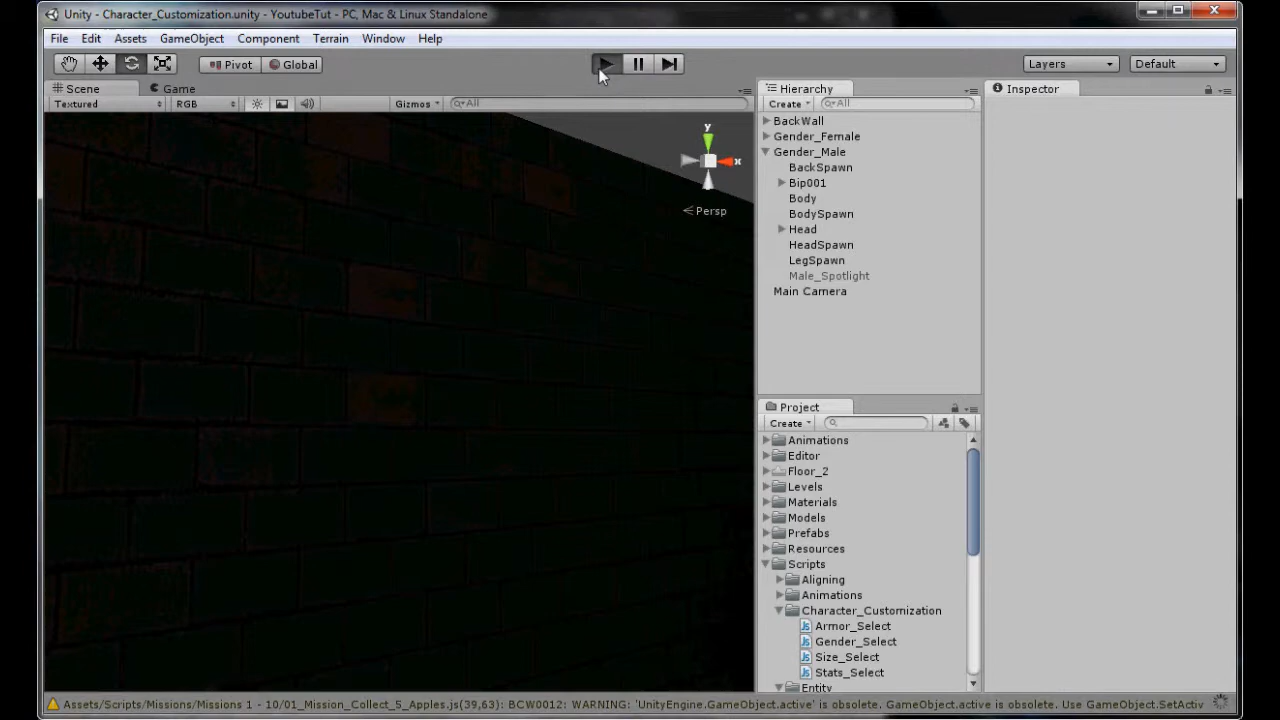 Unity - Character_Customization.unity - YoutubeTut - PC, Mac & Linux Standalone
File Edit Assets GameObject Component Terrain Window Help
Pivot Global Layers Default
Scene Game
Textured RGB Gizmos All
y
x
Persp
Hierarchy
Create All
BackWall
Gender_Female
Gender_Male
BackSpawn
Bip001
Body
BodySpawn
Head
HeadSpawn
LegSpawn
Male_Spotlight
Main Camera
Project
Create
Animations
Editor
Floor_2
Levels
Materials
Models
Prefabs
Resources
Scripts
Aligning
Animations
Character_Customization
Armor_Select
Gender_Select
Size_Select
Stats_Select
Entity
Inspector
Assets/Scripts/Missions/Missions 1 - 10/01_Mission_Collect_5_Apples.js(39,63): BCW0012: WARNING: 'UnityEngine.GameObject.active' is obsolete. GameObject.active is obsolete. Use GameObject.SetActiv